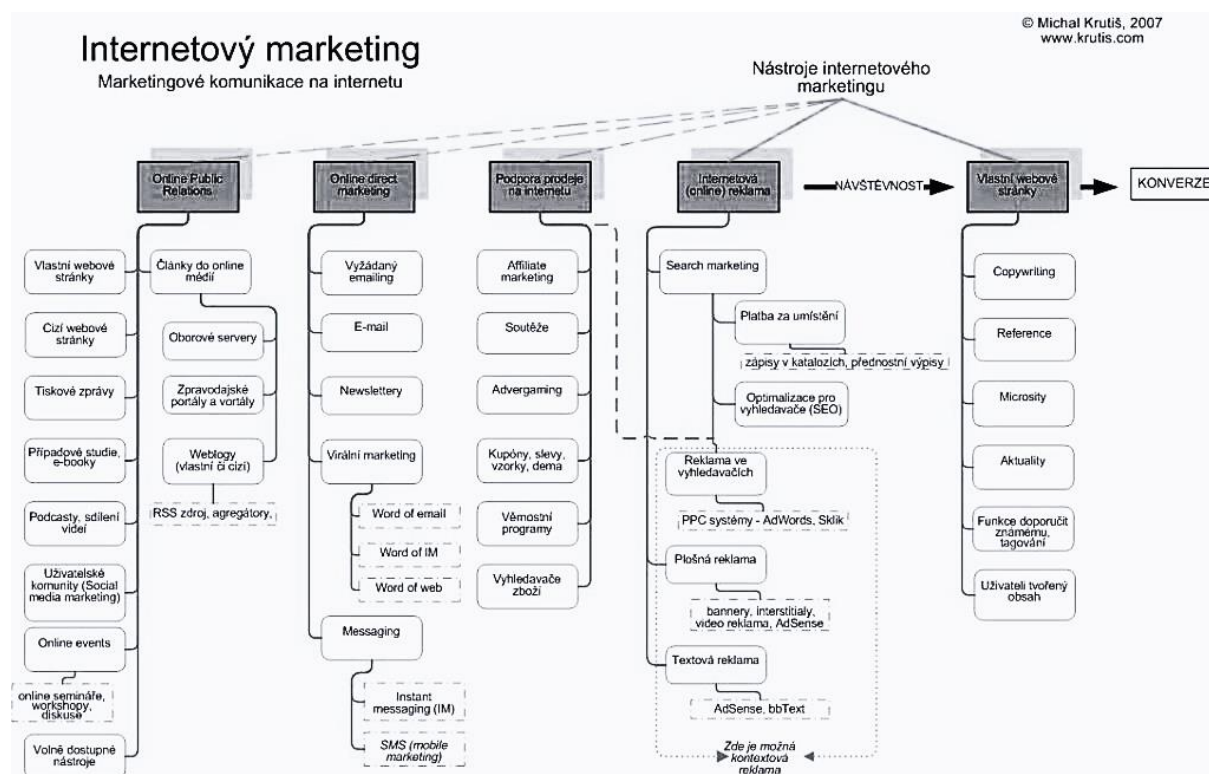 © Michal Krutiš, 2007
www.krutis.com
Internetový marketing
Marketingové komunikace na internetu
Nástroje internetového
marketingu
Online Public
Relations
Online direct
marketing
Podpora prodeje
na internetu
Internetová
(online) reklama
NÁVŠTĚVNOST
Vlastní webové
stránky
KONVERZE
Vlastní webové
stránky
Cizí webové
stránky
Tiskové zprávy
Případové studie,
e-booky
Podcasty, sdílení
videí
Uživatelské
komunity (Social
media marketing)
Online events
online semináře,
workshopy,
diskuse
Volně dostupné
nástroje
Články do online
médií
Oborové servery
Zpravodajské
portály a vortály
Weblogy
(vlastní či cizí)
RSS zdroj, agregátory,
Vyžádaný
emailing
E-mail
Newslettery
Virální marketing
Word of email
Word of IM
Word of web
Messaging
Instant
messaging (IM)
SMS (mobile
marketing)
Affiliate
marketing
Soutěže
Advergaming
Kupóny, slevy,
vzorky, dema
Věrnostní
programy
Vyhledavače
zboží
Search marketing
Platba za umístění
zápisy v katalozích, přednostní výpisy
Optimalizace pro
vyhledavače (SEO)
Reklama ve
vyhledavačích
PPC systémy - AdWords, Sklik
Plošná reklama
bannery, interstitialy,
video reklama, AdSense
Textová reklama
AdSense, bbText
Zde je možná
kontextová
reklama
Copywriting
Reference
Microsity
Aktuality
Funkce doporučit
známému,
tagování
Uživateli tvořený
obsah